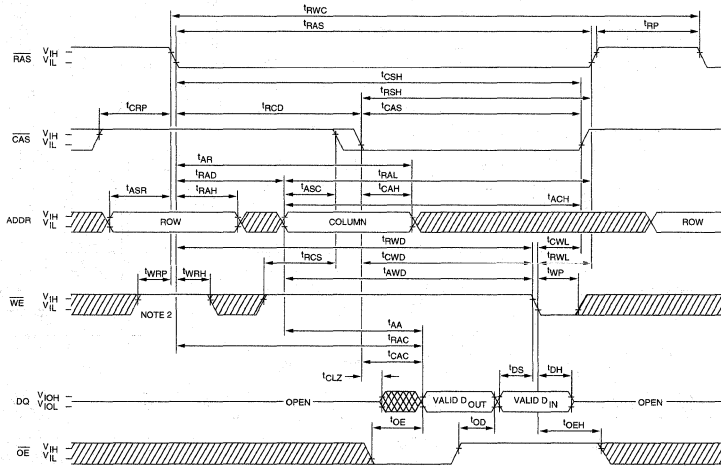 tRWC
tRAS
tRP
RAS VIH VIL
tCSH
tRSH
tCRP tRCD tCAS
CAS VIH VIL
tAR
tRAD tRAL
tASR tRAH tASC tCAH tACH
ADDR VIH VIL ROW COLUMN ROW
tRWD tCWL
tRCS tCWD tRWL
tWRP tWRH tAWD tWP
WE VIH VIL NOTE 2
tAA
tRAC
tCAC
tCLZ tDS tDH
DQ VIOH VIOL OPEN VALID DOUT VALID DIN OPEN
tOE tOD tOEH
OE VIH VIL